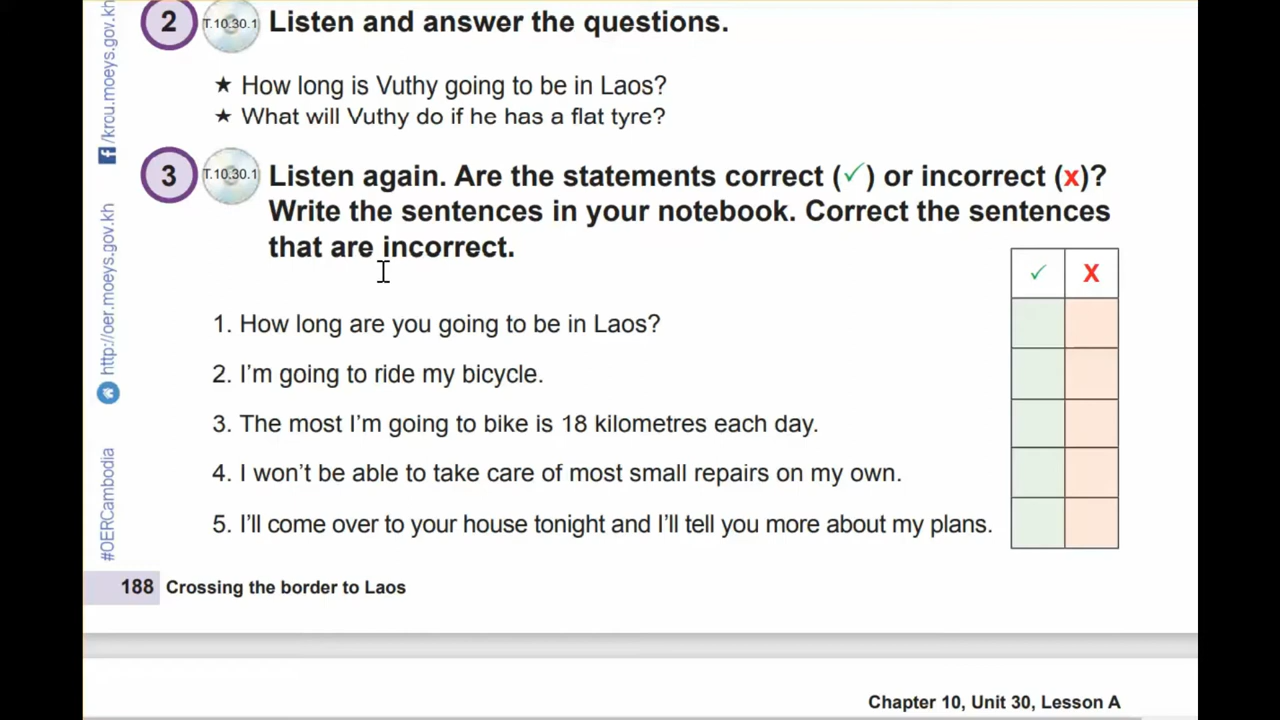 2 T.10.30.1 Listen and answer the questions.
★ How long is Vuthy going to be in Laos?
★ What will Vuthy do if he has a flat tyre?
3 T.10.30.1 Listen again. Are the statements correct (✓) or incorrect (x)?
Write the sentences in your notebook. Correct the sentences
that are incorrect.
✓ X
1. How long are you going to be in Laos?
2. I'm going to ride my bicycle.
3. The most I'm going to bike is 18 kilometres each day.
4. I won't be able to take care of most small repairs on my own.
5. I'll come over to your house tonight and I'll tell you more about my plans.
188 Crossing the border to Laos
#OERCambodia http://oer.moeys.gov.kh f/krou.moeys.gov.kh
Chapter 10, Unit 30, Lesson A